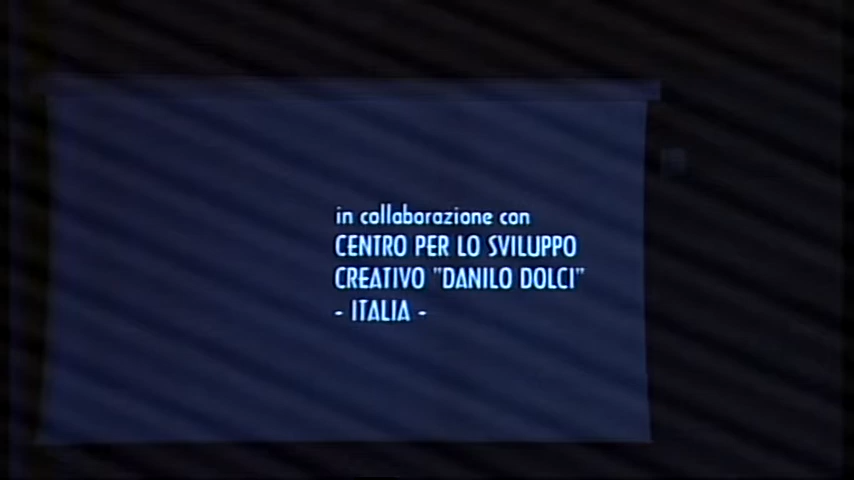 in collaborazione con
CENTRO PER LO SVILUPPO
CREATIVO "DANILO DOLCI"
- ITALIA -